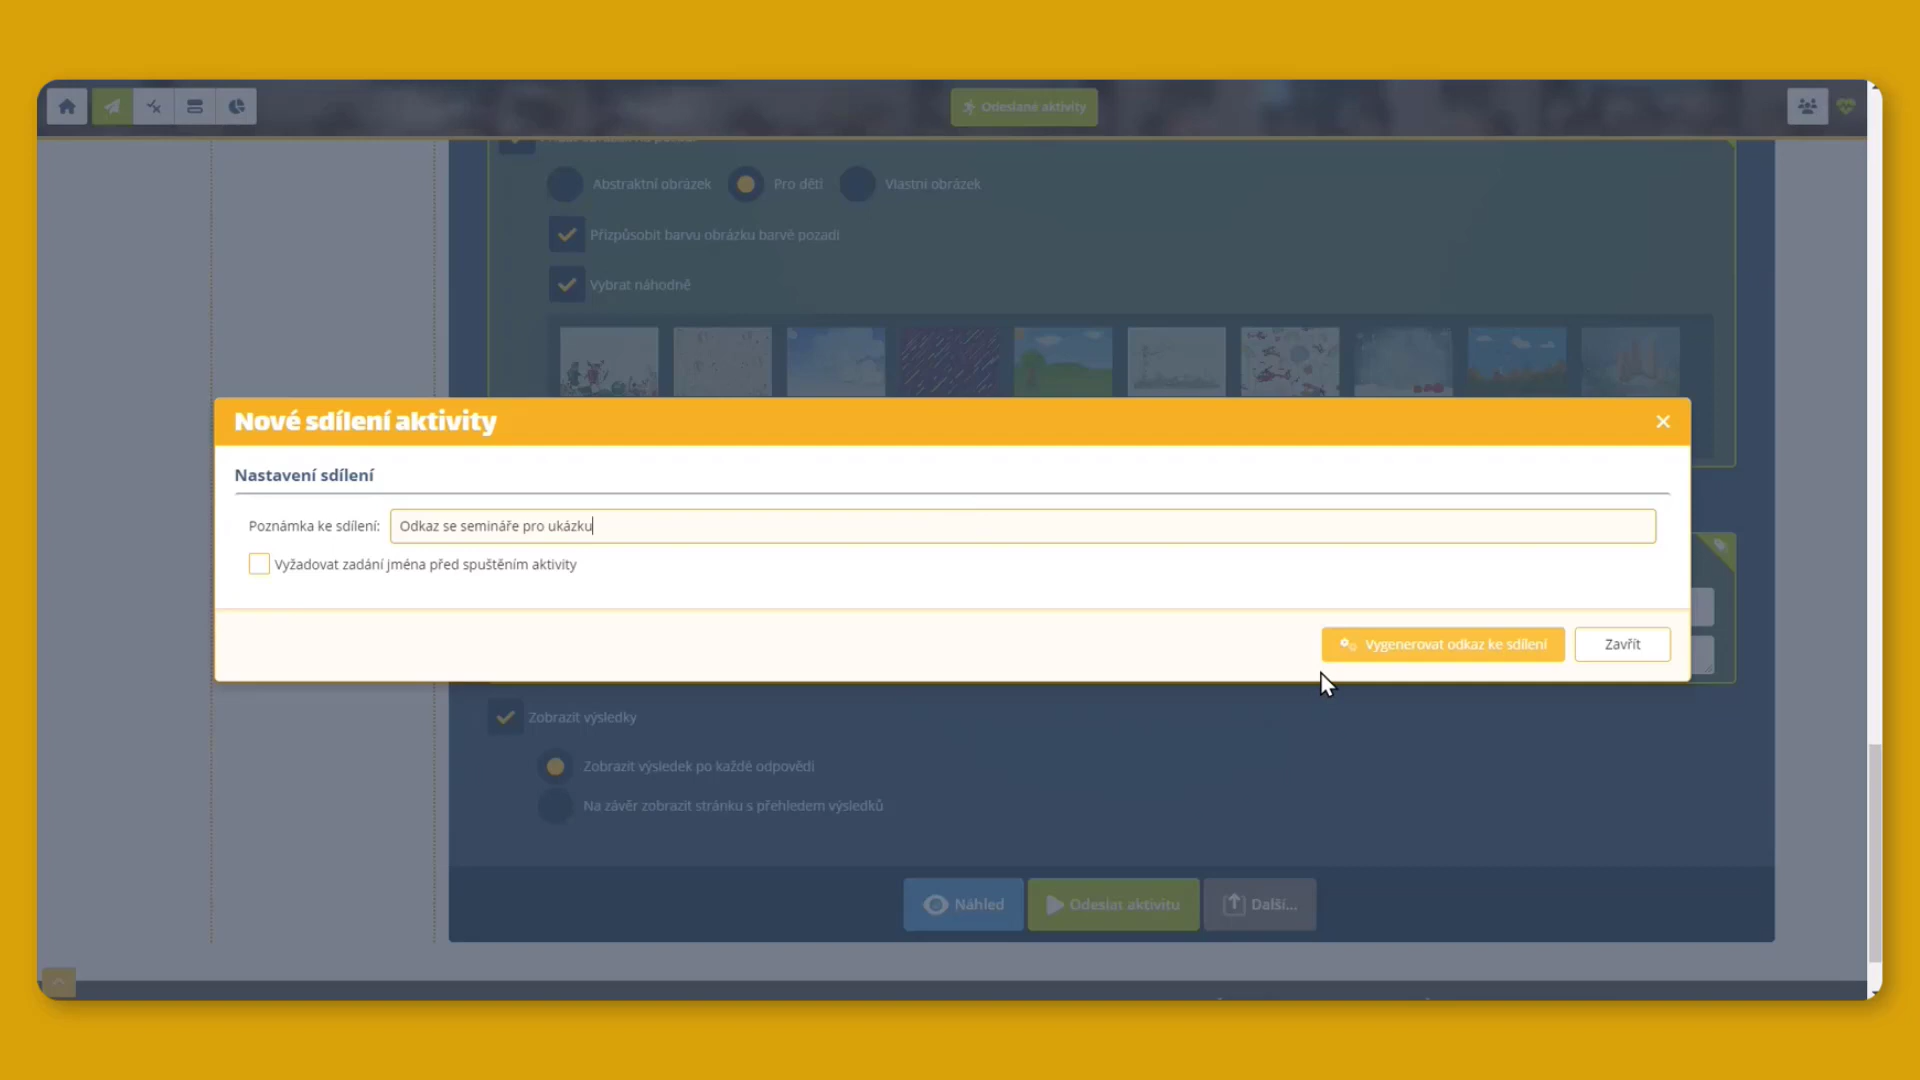 Odeslané aktivity
Abstraktní obrázek
Pro děti
Vlastní obrázek
Přizpůsobit barvu obrázku barvě pozadí
Vybrat náhodně
Nové sdílení aktivity
Nastavení sdílení
Poznámka ke sdílení: Odkaz se semináře pro ukázku
Vyžadovat zadání jména před spuštěním aktivity
Vygenerovat odkaz ke sdílení
Zavřít
Zobrazit výsledky
Zobrazit výsledek po každé odpovědi
Na závěr zobrazit stránku s přehledem výsledků
Náhled
Odeslat aktivitu
Další...